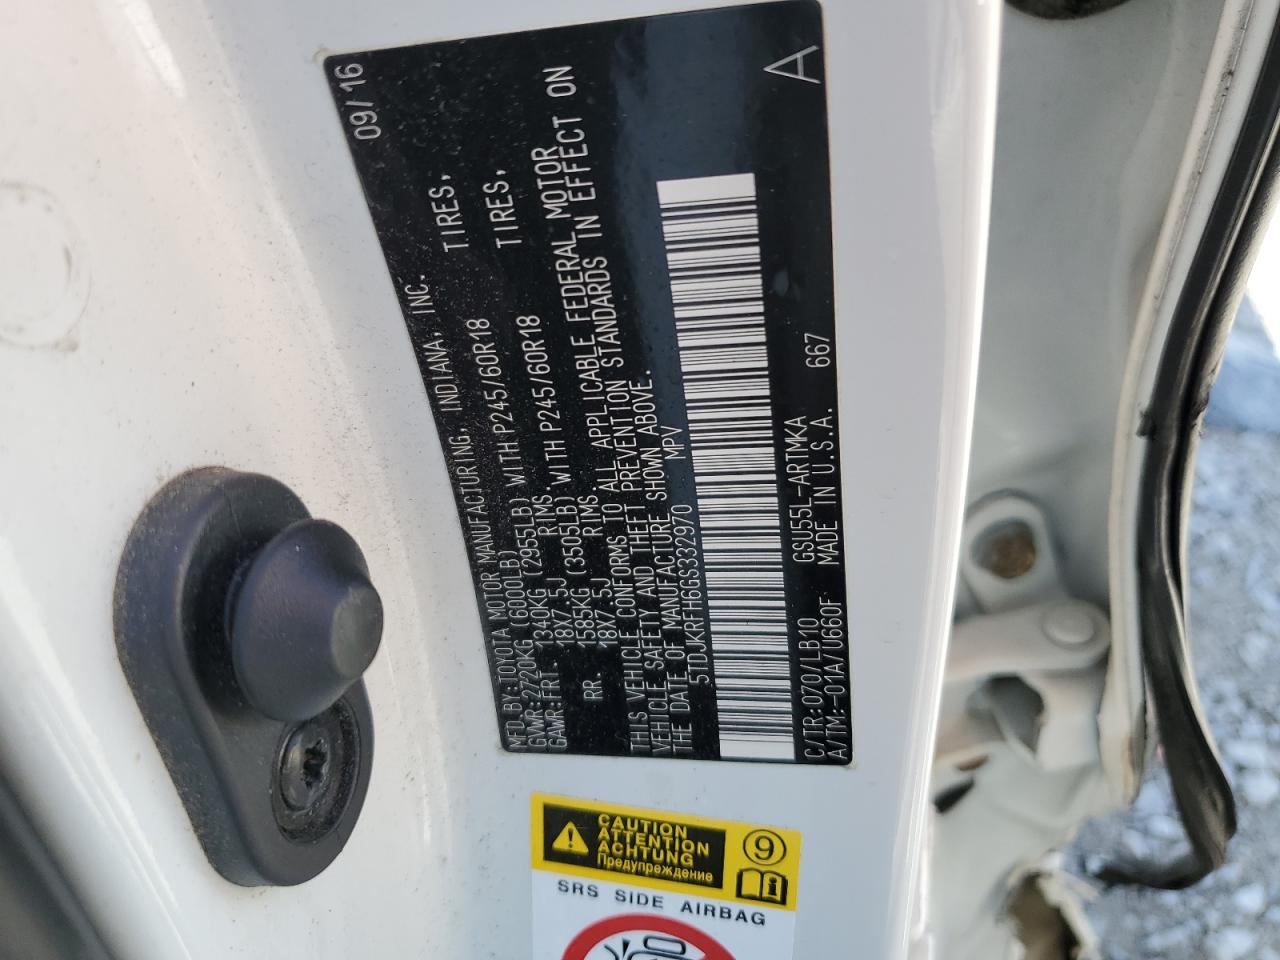 MFD.BY:TOYOTA MOTOR MANUFACTURING, INDIANA, INC. 09/16
GVWR:2720KG (6000LB)
GAWR:FRT. 1340KG (2955LB) WITH P245/60R18 TIRES,
18X7.5J RIMS
RR. 1585KG (3505LB) WITH P245/60R18 TIRES,
18X7.5J RIMS
THIS VEHICLE CONFORMS TO ALL APPLICABLE FEDERAL MOTOR
VEHICLE SAFETY AND THEFT PREVENTION STANDARDS IN EFFECT ON
THE DATE OF MANUFACTURE SHOWN ABOVE.
5TDJKRFH6GS332970 MPV
A
C/TR:070/LB10 GSU55L-ARTMKA
A/TM:-01A/U660F MADE IN U.S.A. 667
CAUTION
ATTENTION
ACHTUNG
Предупреждение
9
i
SRS SIDE AIRBAG